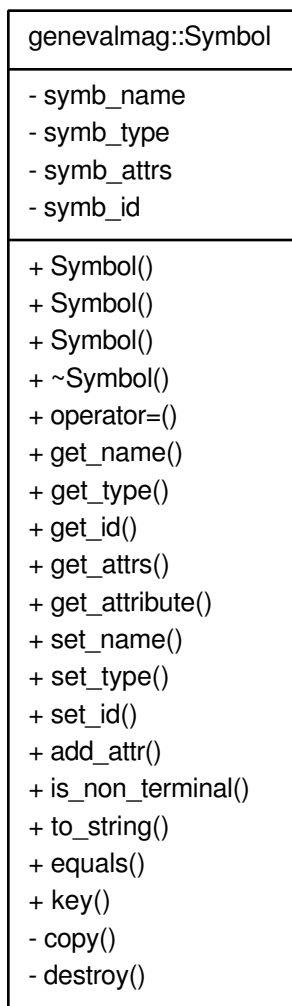 genevalmag::Symbol
- symb_name
- symb_type
- symb_attrs
- symb_id
+ Symbol()
+ Symbol()
+ Symbol()
+ ~Symbol()
+ operator=()
+ get_name()
+ get_type()
+ get_id()
+ get_attrs()
+ get_attribute()
+ set_name()
+ set_type()
+ set_id()
+ add_attr()
+ is_non_terminal()
+ to_string()
+ equals()
+ key()
- copy()
- destroy()